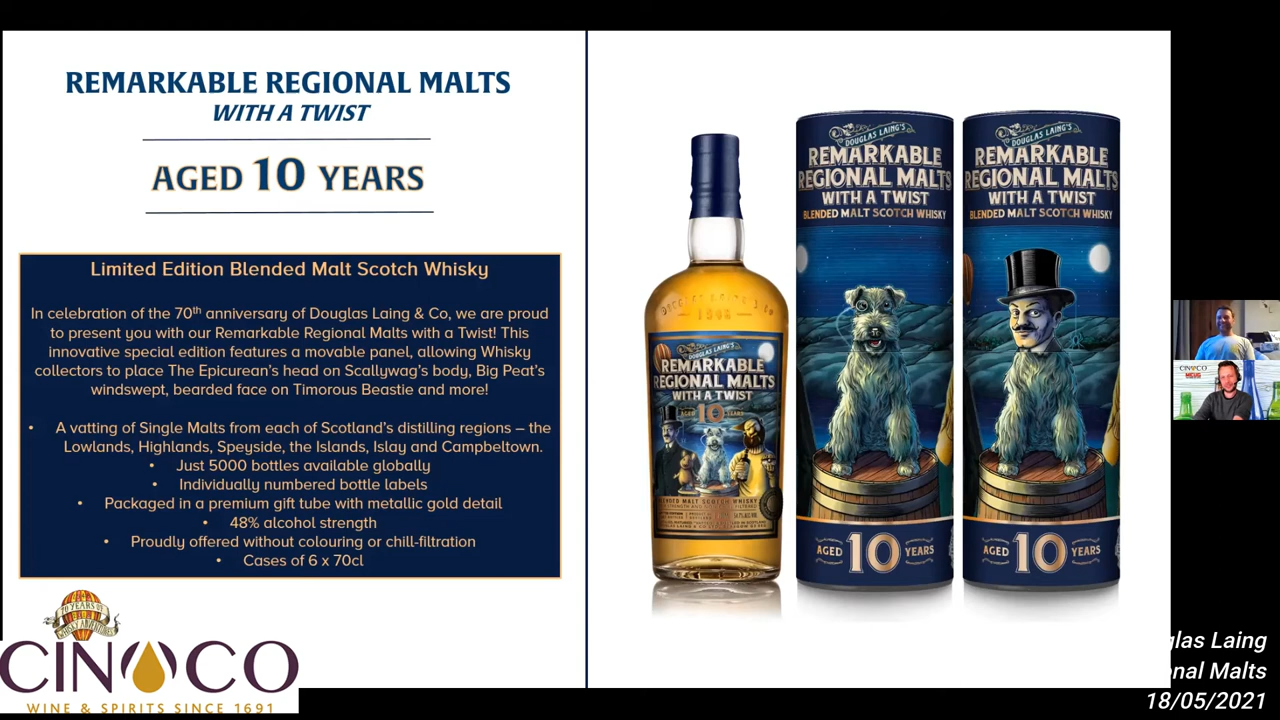 REMARKABLE REGIONAL MALTS
WITH A TWIST
AGED 10 YEARS
Limited Edition Blended Malt Scotch Whisky
In celebration of the 70th anniversary of Douglas Laing & Co, we are proud
to present you with our Remarkable Regional Malts with a Twist! This
innovative special edition features a movable panel, allowing Whisky
collectors to place The Epicurean's head on Scallywag's body, Big Peat's
windswept, bearded face on Timorous Beastie and more!
• A vatting of Single Malts from each of Scotland's distilling regions – the
Lowlands, Highlands, Speyside, the Islands, Islay and Campbeltown.
• Just 5000 bottles available globally
• Individually numbered bottle labels
• Packaged in a premium gift tube with metallic gold detail
• 48% alcohol strength
• Proudly offered without colouring or chill-filtration
• Cases of 6 x 70cl
70 YEARS OF
CINOCO
WINE & SPIRITS SINCE 1691
DOUGLAS LAING'S
REMARKABLE
REGIONAL MALTS
WITH A TWIST
AGED 10 YEARS
DOUGLAS LAING'S
REMARKABLE
REGIONAL MALTS
WITH A TWIST
BLENDED MALT SCOTCH WHISKY
AGED 10 YEARS
DOUGLAS LAING'S
REMARKABLE
REGIONAL MALTS
WITH A TWIST
BLENDED MALT SCOTCH WHISKY
AGED 10 YEARS
CINOCO
glas Laing
onal Malts
18/05/2021